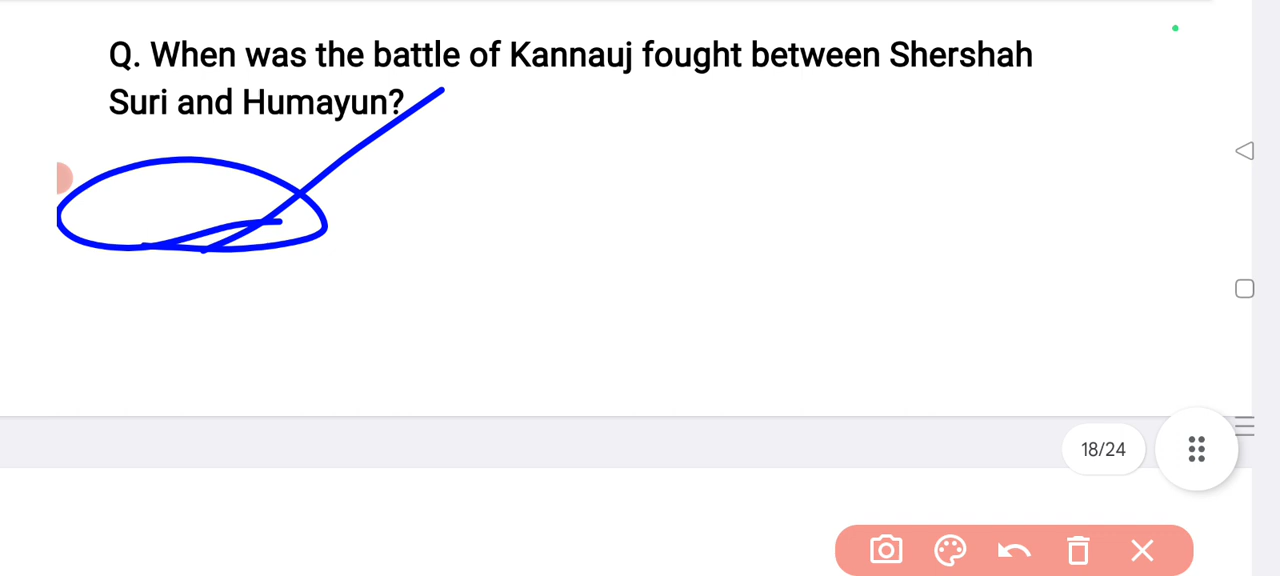 Q. When was the battle of Kannauj fought between Shershah
Suri and Humayun?
18/24